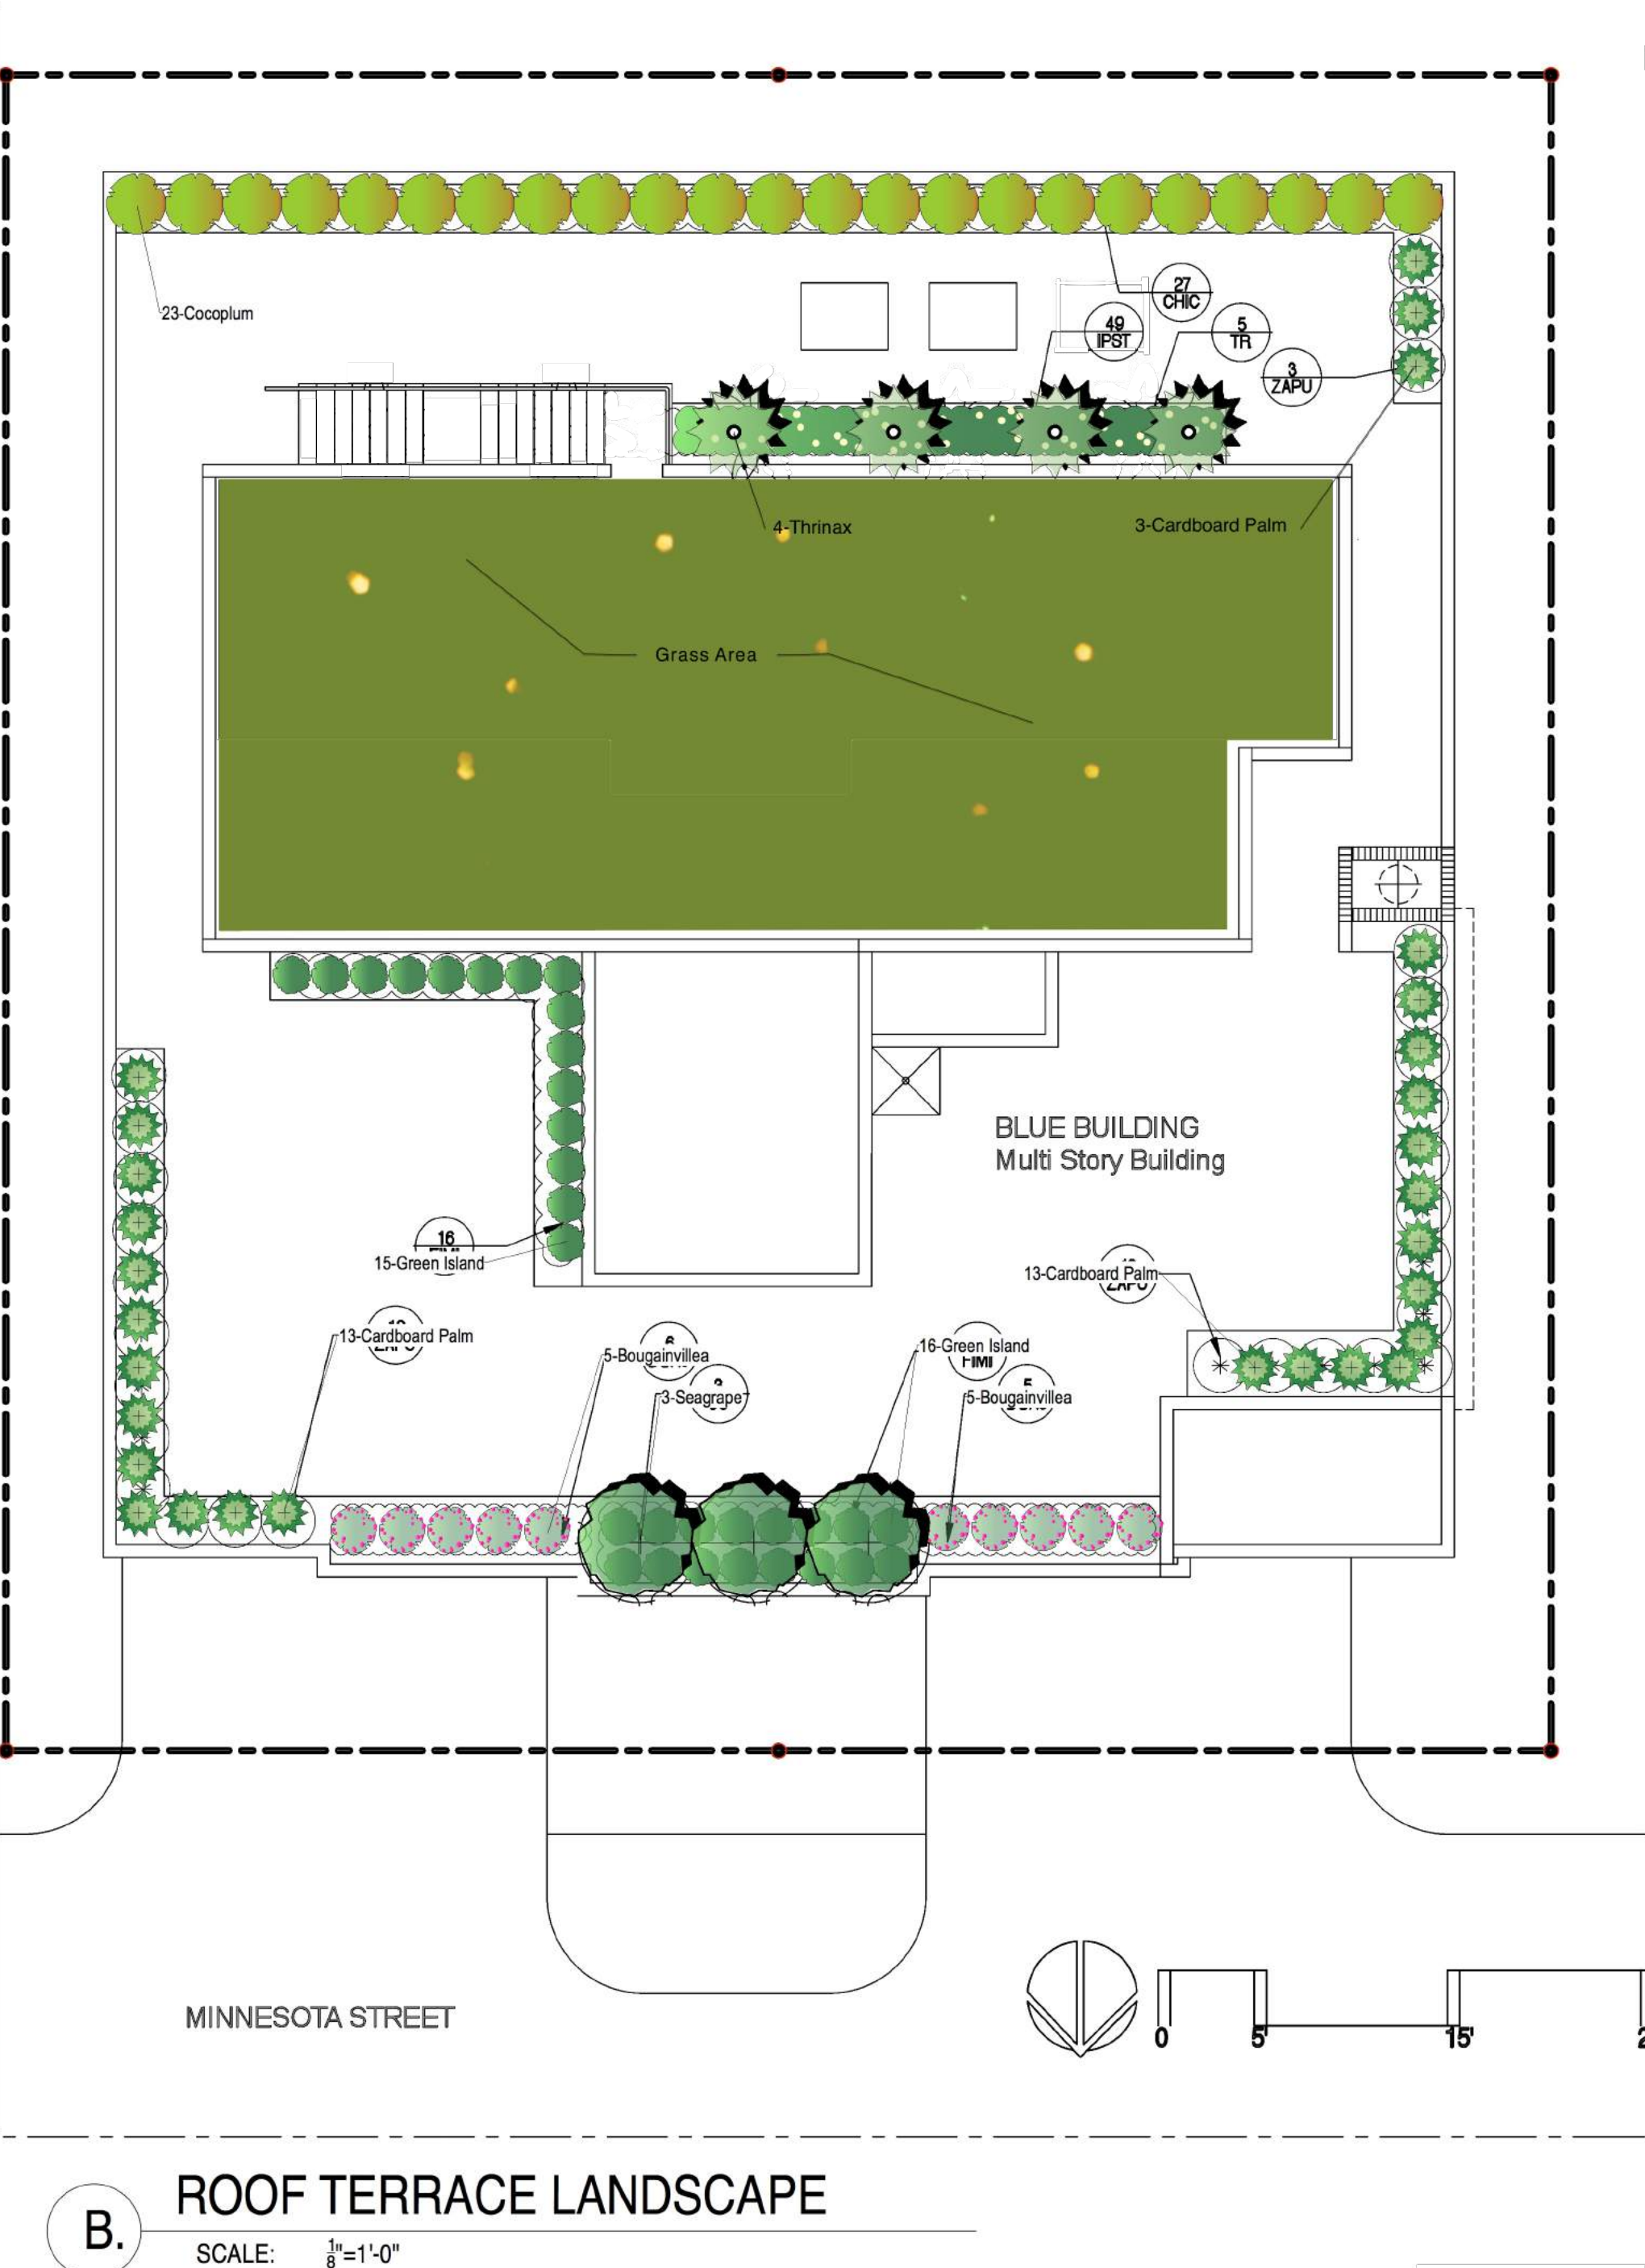 23-Cocoplum
27
CHIC
49
IPST
5
TR
3
ZAPU
4-Thrinax
3-Cardboard Palm
Grass Area
BLUE BUILDING
Multi Story Building
16
15-Green Island
13-Cardboard Palm
13-Cardboard Palm
5-Bougainvillea
16-Green Island
FIMI
3-Seagrape
5-Bougainvillea
MINNESOTA STREET
0
5'
15'
B.
ROOF TERRACE LANDSCAPE
SCALE: 1/8"=1'-0"